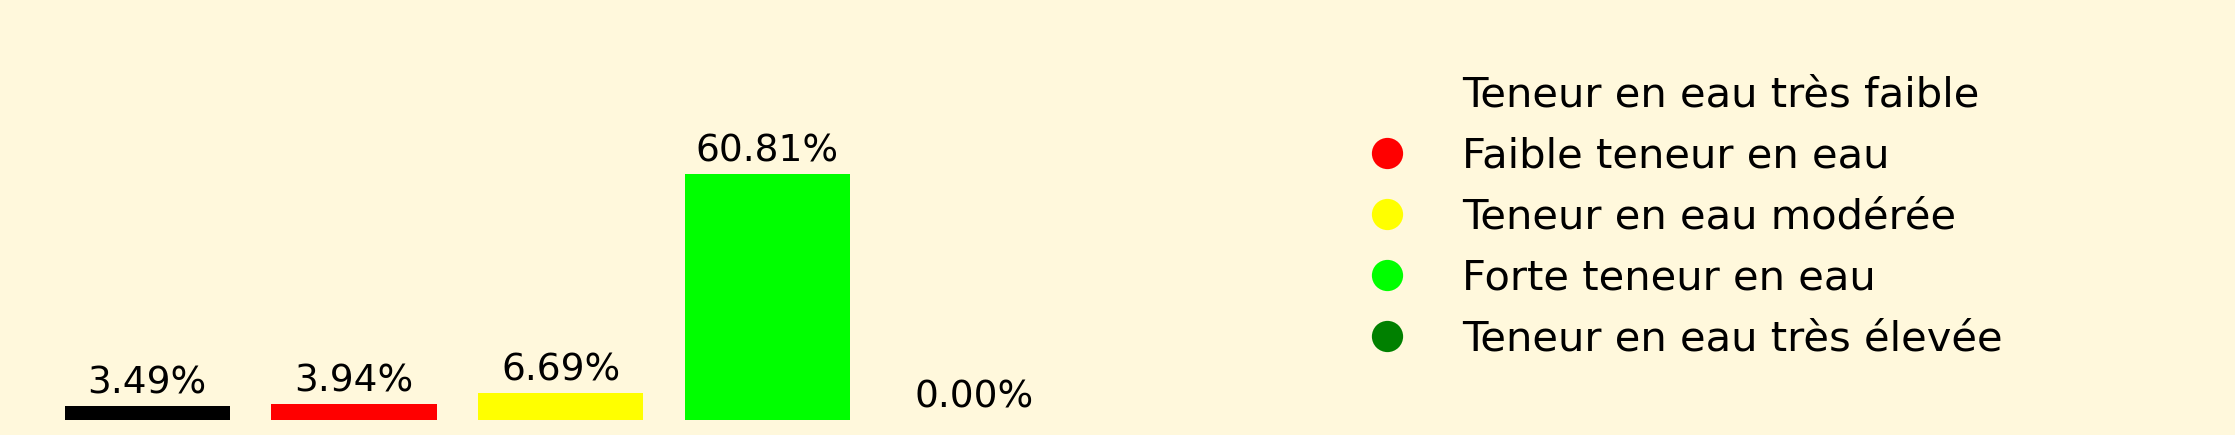 3.49%
3.94%
6.69%
60.81%
0.00%
Teneur en eau très faible
Faible teneur en eau
Teneur en eau modérée
Forte teneur en eau
Teneur en eau très élevée